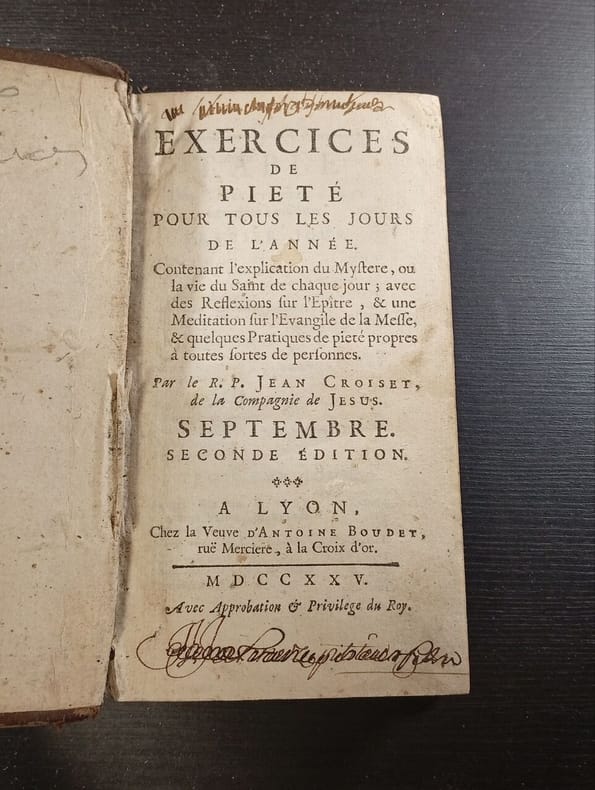 EXERCICES
DE
PIETÉ
POUR TOUS LES JOURS
DE L'ANNÉE.
Contenant l'explication du Myſtere, ou
la vie du Saint de chaque jour ; avec
des Reflexions ſur l'Epître, & une
Meditation ſur l'Evangile de la Meſſe,
& quelques Pratiques de pieté propres
à toutes ſortes de perſonnes.
Par le R. P. JEAN CROISET,
de la Compagnie de JESUS.
SEPTEMBRE.
SECONDE ÉDITION.
A LYON,
Chez la Veuve D'ANTOINE BOUDET,
ruë Merciere, à la Croix d'or.
MDCCXXV.
Avec Approbation & Privilege du Roy.